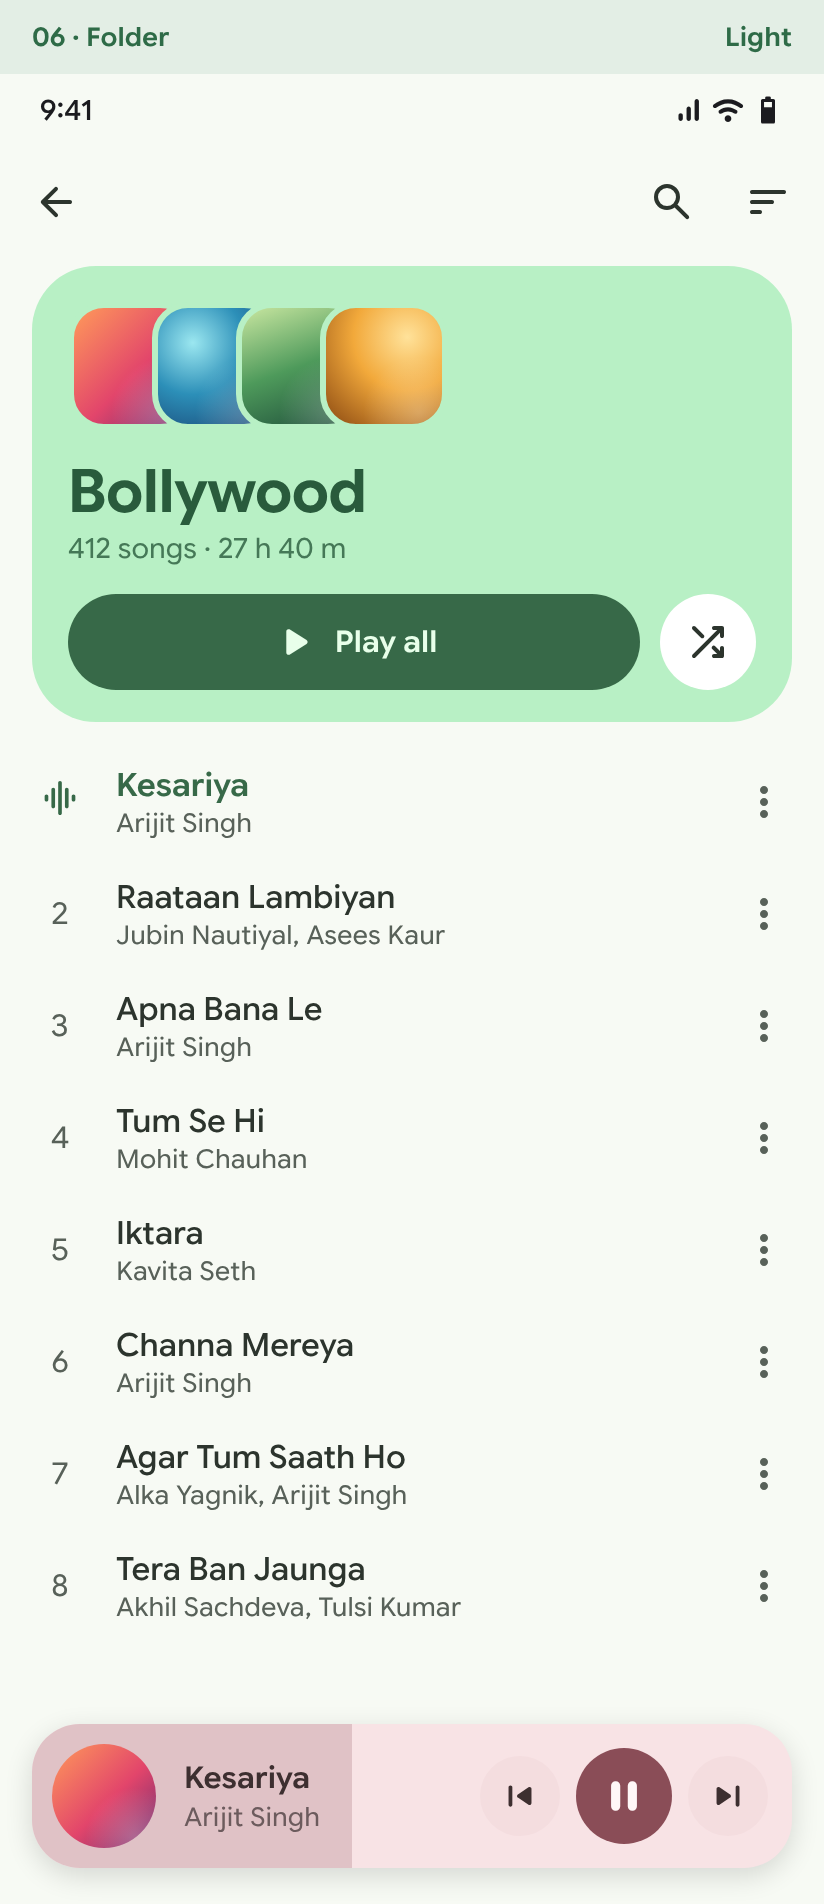 06 · Folder
Light
9:41
Bollywood
412 songs · 27 h 40 m
Play all
Kesariya
Arijit Singh
2
Raataan Lambiyan
Jubin Nautiyal, Asees Kaur
3
Apna Bana Le
Arijit Singh
4
Tum Se Hi
Mohit Chauhan
5
Iktara
Kavita Seth
6
Channa Mereya
Arijit Singh
7
Agar Tum Saath Ho
Alka Yagnik, Arijit Singh
8
Tera Ban Jaunga
Akhil Sachdeva, Tulsi Kumar
Kesariya
Arijit Singh